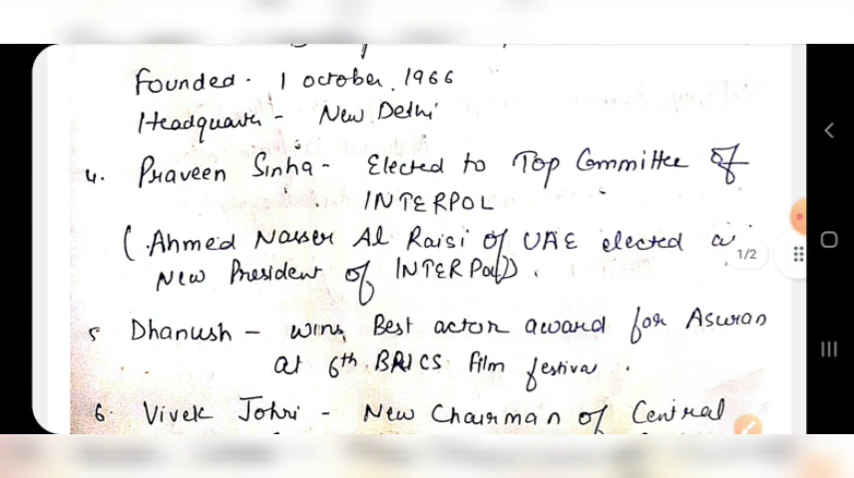 Founded - 1 october. 1966
Headquater - New Delhi
4. Praveen Sinha - Elected to Top Committee of
INTERPOL
(Ahmed Nasser Al Raisi of UAE elected a
New President of INTERPOL).
1/2
5 Dhanush - wins, Best actor award for Asuran
at 6th BRICS film festival.
6. Vivek Johri - New Chairman of Central